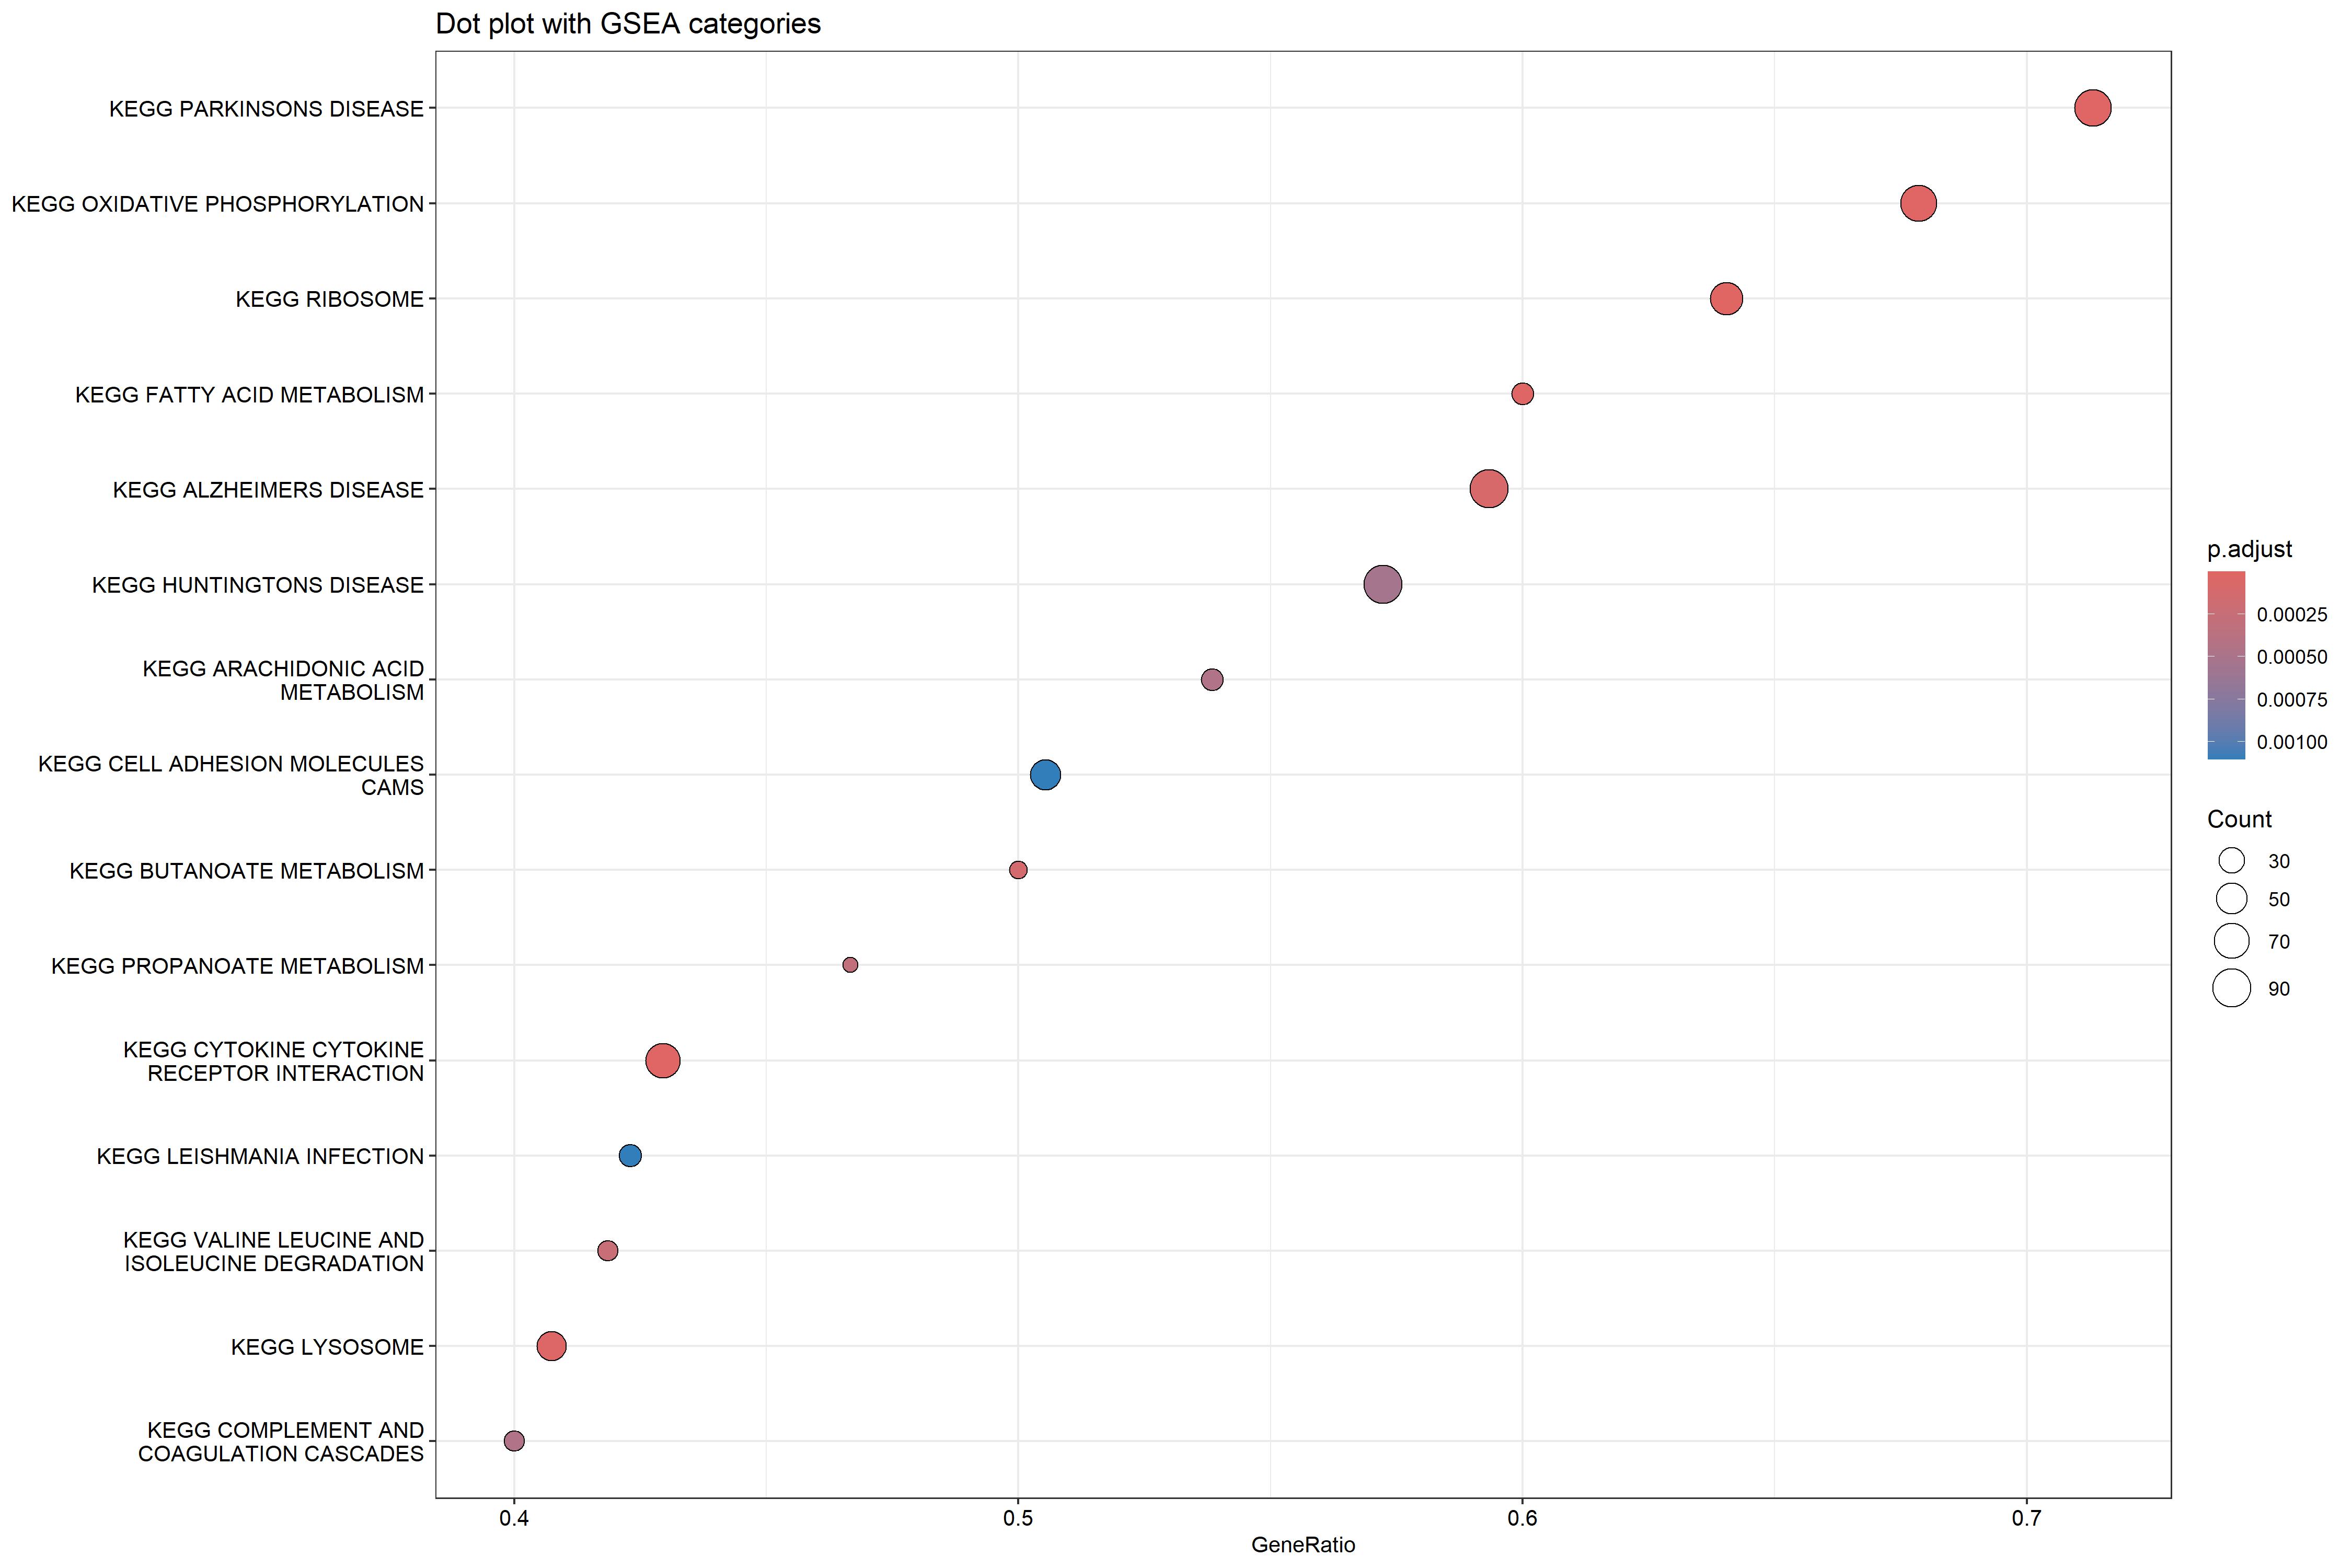 Dot plot with GSEA categories
KEGG PARKINSONS DISEASE
KEGG OXIDATIVE PHOSPHORYLATION
KEGG RIBOSOME
KEGG FATTY ACID METABOLISM
KEGG ALZHEIMERS DISEASE
KEGG HUNTINGTONS DISEASE
KEGG ARACHIDONIC ACID
METABOLISM
KEGG CELL ADHESION MOLECULES
CAMS
KEGG BUTANOATE METABOLISM
KEGG PROPANOATE METABOLISM
KEGG CYTOKINE CYTOKINE
RECEPTOR INTERACTION
KEGG LEISHMANIA INFECTION
KEGG VALINE LEUCINE AND
ISOLEUCINE DEGRADATION
KEGG LYSOSOME
KEGG COMPLEMENT AND
COAGULATION CASCADES
0.4 0.5 0.6 0.7
GeneRatio
p.adjust
0.00025
0.00050
0.00075
0.00100
Count
30
50
70
90